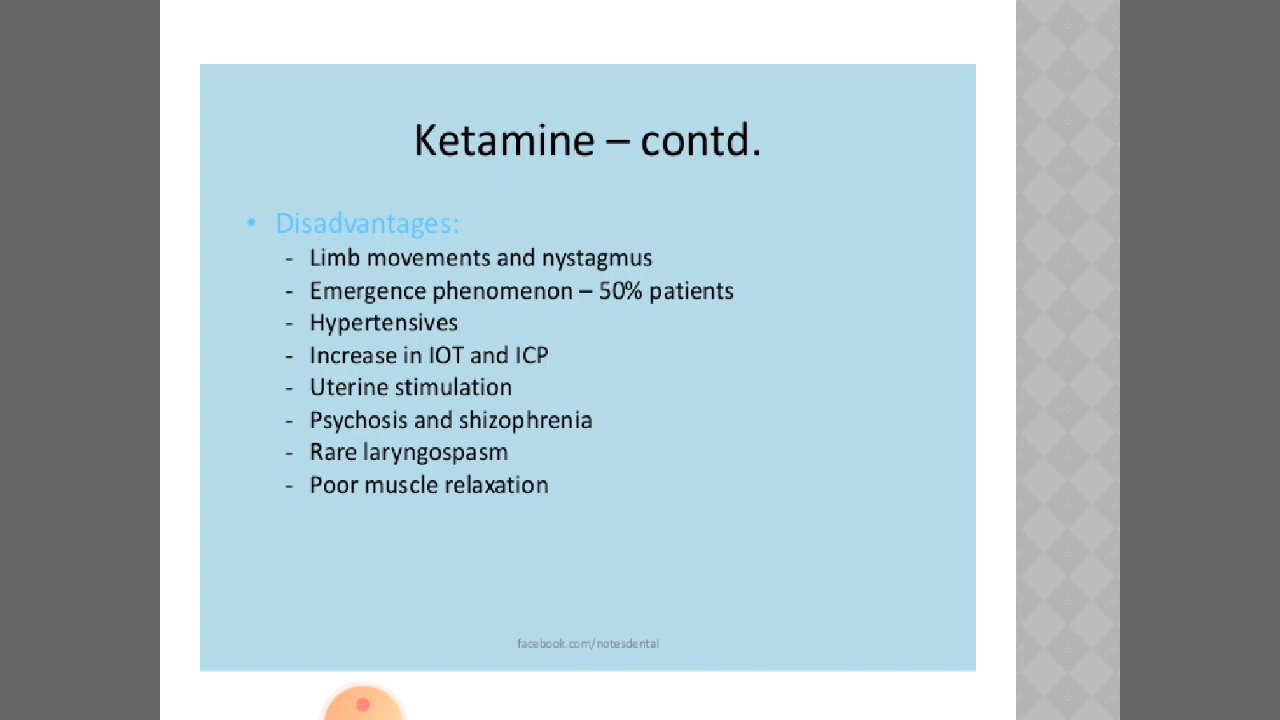 Ketamine – contd.
• Disadvantages:
- Limb movements and nystagmus
- Emergence phenomenon – 50% patients
- Hypertensives
- Increase in IOT and ICP
- Uterine stimulation
- Psychosis and shizophrenia
- Rare laryngospasm
- Poor muscle relaxation
facebook.com/notesdental